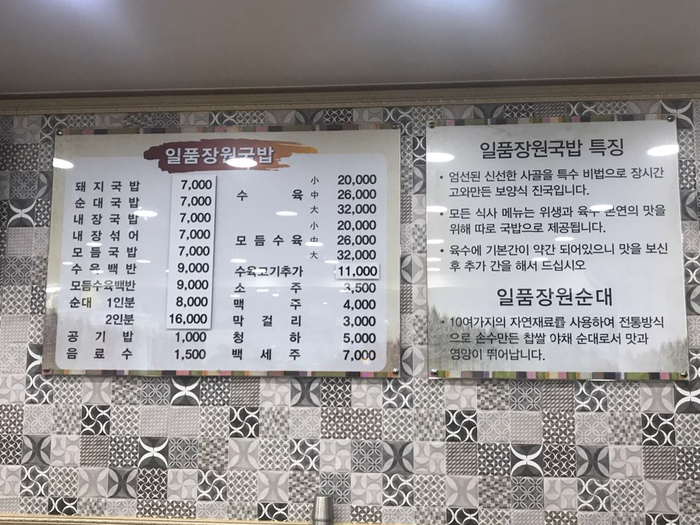 일품장원국밥
돼지국밥 7,000
순대국밥 7,000
내장국밥 7,000
내장섞어 7,000
모듬국밥 7,000
수육백반 9,000
모듬수육백반 9,000
순대 1인분 8,000
2인분 16,000
공기밥 1,000
음료수 1,500
수육 小 20,000
中 26,000
大 32,000
모듬수육 小 20,000
中 26,000
大 32,000
수육고기추가 11,000
소주 3,500
맥주 4,000
막걸리 3,000
청하 5,000
백세주 7,000
일품장원국밥 특징
• 엄선된 신선한 사골을 특수 비법으로 장시간
고와만든 보양식 진국입니다.
• 모든 식사 메뉴는 위생과 육수 본연의 맛을
위해 따로 국밥으로 제공됩니다.
• 육수에 기본간이 약간 되어있으니 맛을 보신
후 추가 간을 해서 드십시오
일품장원순대
• 10여가지의 자연재료를 사용하여 전통방식
으로 손수만든 찹쌀 야채 순대로서 맛과
영양이 뛰어납니다.